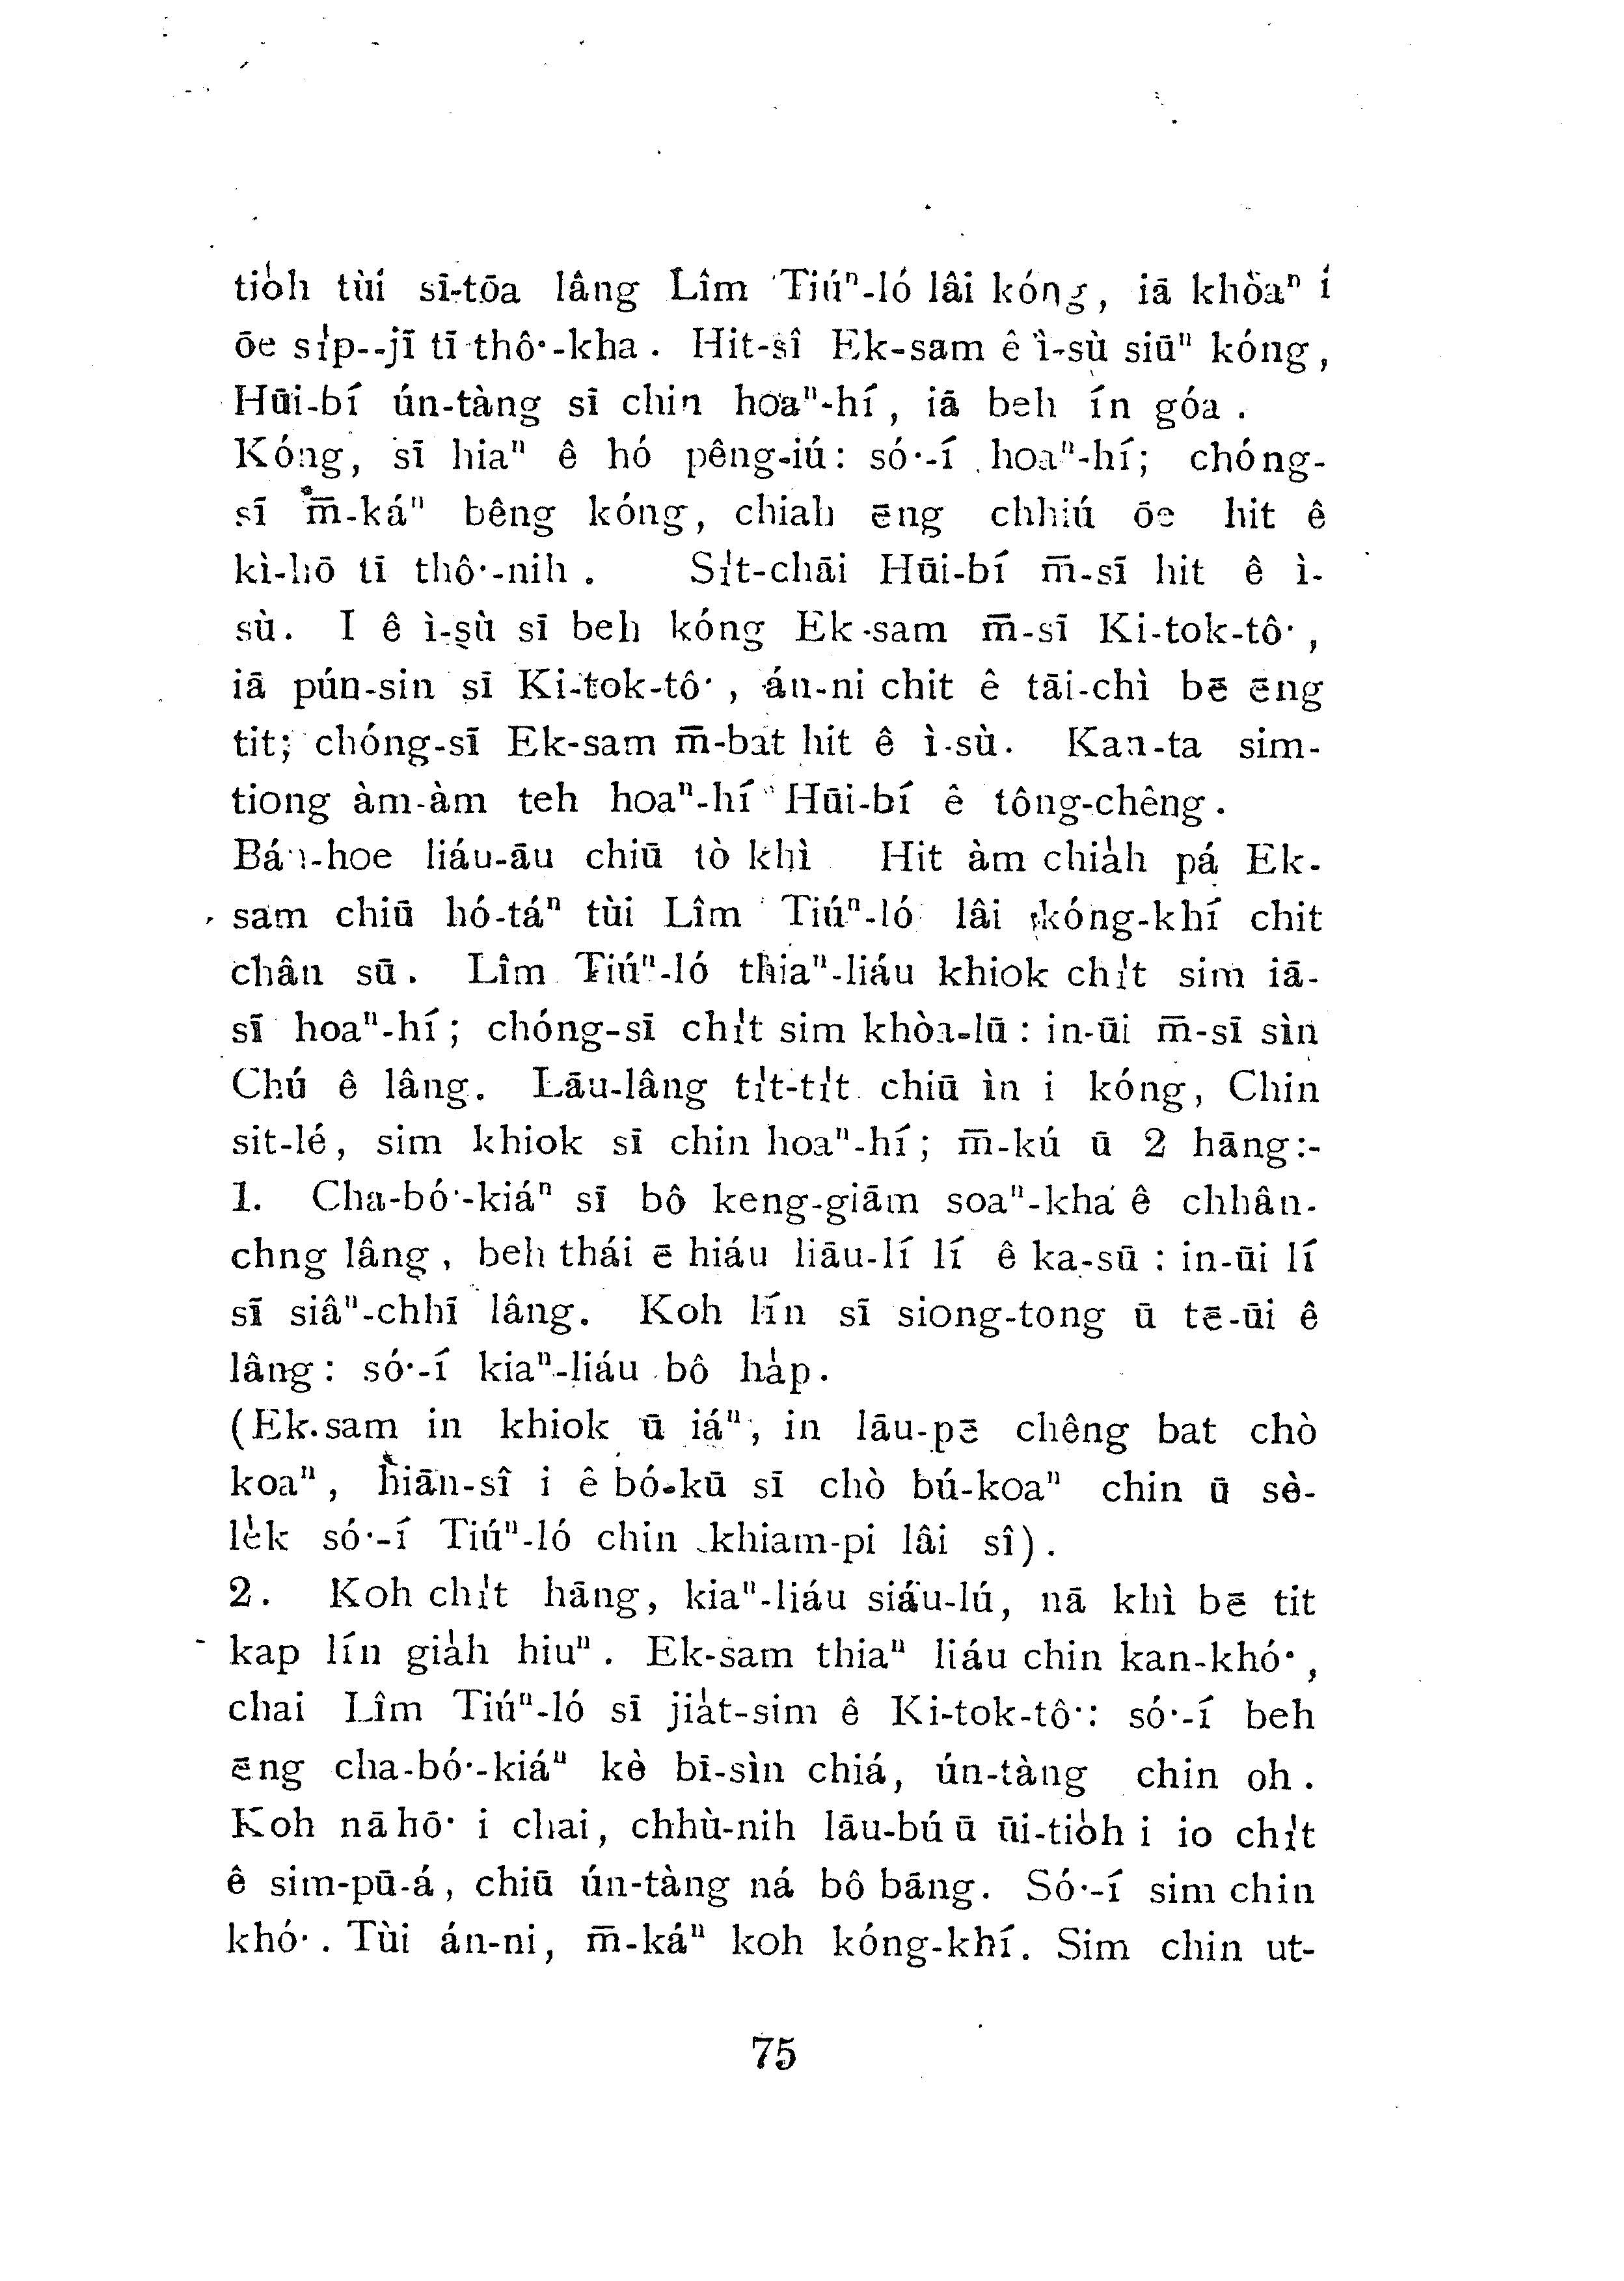 tio̍h tùi sī-tōa lâng Lîm Tiúⁿ-ló lâi kóng, iā khòaⁿ í
ōe si̍p--jī tī thô͘-kha. Hit-sî Ek-sam ê ì-sù siūⁿ kóng,
Hūi-bí ún-tàng sī chin hoaⁿ-hí, iā beh ín góa.
Kóng, sī hiaⁿ ê hó pêng-iú: só͘-í hoaⁿ-hí; chóng-
sī m̄-káⁿ bêng kóng, chiah ēng chhiú ōe hit ê
kì-hō tī thô͘-nih. Si̍t-chāi Hūi-bí m̄-sī hit ê ì-
sù. I ê ì-sù sī beh kóng Ek-sam m̄-sī Ki-tok-tô͘,
iā pún-sin sī Ki-tok-tô͘, án-ni chit ê tāi-chì bē ēng
tit; chóng-sī Ek-sam m̄-bat hit ê ì-sù. Kan-ta sim-
tiong àm-àm teh hoaⁿ-hí Hūi-bí ê tông-chêng.
Bán-hoe liáu-āu chiū tò khì Hit àm chia̍h pá Ek-
sam chiū hó-táⁿ tùi Lîm Tiúⁿ-ló lâi kóng-khí chit
chân sū. Lîm Tiúⁿ-ló thiaⁿ-liáu khiok chi̍t sim iā-
sī hoaⁿ-hí; chóng-sī chi̍t sim khòa-lū: in-ūi m̄-sī sìn
Chú ê lâng. Lāu-lâng ti̍t-ti̍t chiū ìn i kóng, Chin
sit-lé, sim khiok sī chin hoaⁿ-hí; m̄-kú ū 2 hāng:-
1. Cha-bó͘-kiáⁿ sī bô keng-giām soaⁿ-kha ê chhân-
chng lâng, beh thái ē hiáu liāu-lí lí ê ka-sū: in-ūi lí
sī siâⁿ-chhī lâng. Koh lín sī siong-tong ū tē-ūi ê
lâng: só͘-í kiaⁿ-liáu bô ha̍p.
(Ek-sam in khiok ū iáⁿ, in lāu-pē chêng bat chò
koaⁿ, hiān-sî i ê bó-kū sī chò bú-koaⁿ chin ū sè-
le̍k só͘-í Tiúⁿ-ló chin khiam-pi lâi sî).
2. Koh chi̍t hāng, kiaⁿ-liáu siáu-lú, nā khì bē tit
kap lín gia̍h hiuⁿ. Ek-sam thiaⁿ liáu chin kan-khó͘,
chai Lîm Tiúⁿ-ló sī jia̍t-sim ê Ki-tok-tô͘: só͘-í beh
ēng cha-bó͘-kiáⁿ kè bī-sìn chiá, ún-tàng chin oh.
Koh nā hō͘ i chai, chhù-nih lāu-bú ū ūi-tio̍h i io chi̍t
ê sim-pū-á, chiū ún-tàng ná bô bāng. Só͘-í sim chin
khó͘. Tùi án-ni, m̄-káⁿ koh kóng-khí. Sim chin ut-
75